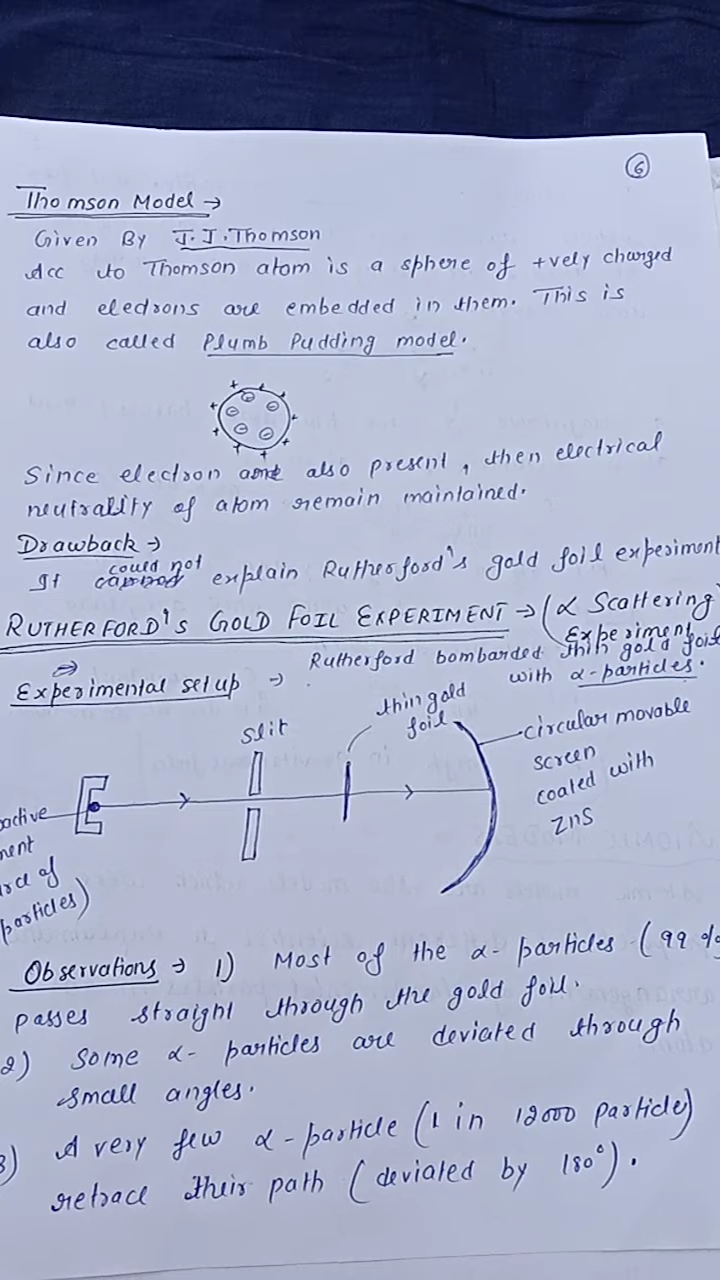 6
Thomson Model →
Given By J.J.Thomson
Acc to Thomson atom is a sphere of +vely charged
and electrons are embedded in them. This is
also called Plumb Pudding model.
Since electron are also present, then electrical
neutrality of atom remain maintained.
Drawback →
It could not explain Rutherford's gold foil experiment
RUTHERFORD'S GOLD FOIL EXPERIMENT → (α Scattering
Experiment
Rutherford bombarded thin gold foil
Experimental setup → with α-particles.
Slit
thin gold
foil
circular movable
screen
coated with
ZnS
active
particles)
Observations → 1) Most of the α- particles (99 %
passes straight through the gold foil.
2) Some α- particles are deviated through
small angles.
3) A very few α-particle (1 in 12000 particle)
retrace their path (deviated by 180°).